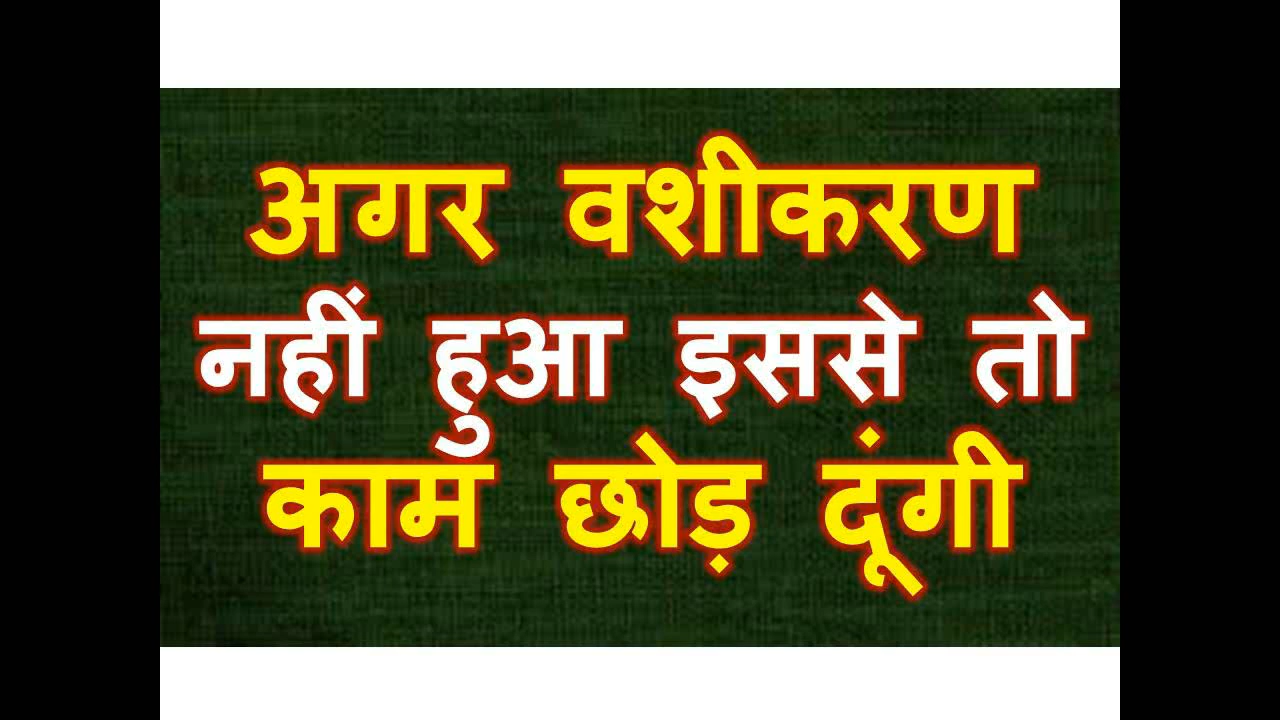 अगर वशीकरण
नहीं हुआ इससे तो
काम छोड़ दूंगी